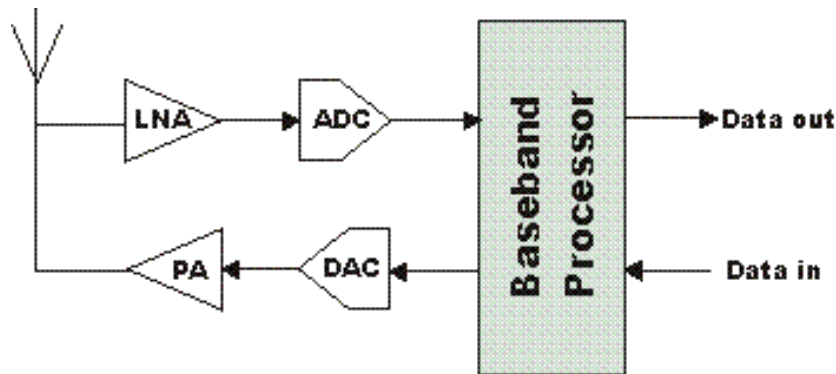 LNA
ADC
Baseband
Processor
Data out
PA
DAC
Data in